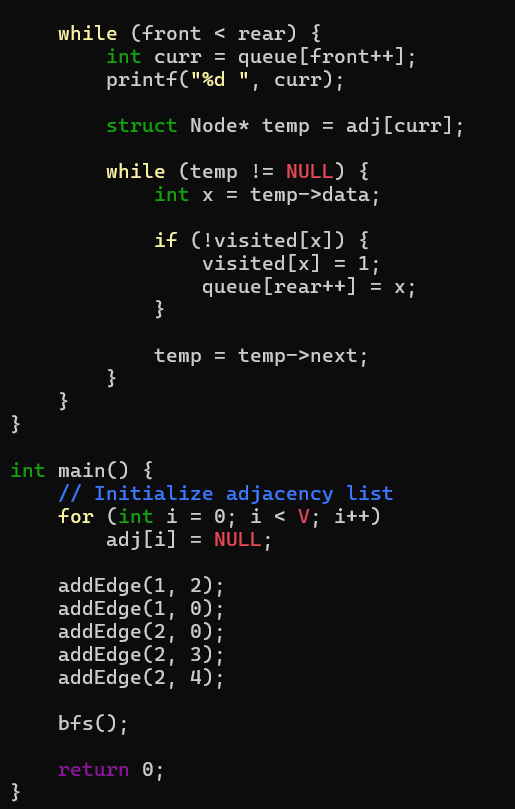 while (front < rear) {
        int curr = queue[front++];
        printf("%d ", curr);

        struct Node* temp = adj[curr];

        while (temp != NULL) {
            int x = temp->data;

            if (!visited[x]) {
                visited[x] = 1;
                queue[rear++] = x;
            }

            temp = temp->next;
        }
    }
}

int main() {
    // Initialize adjacency list
    for (int i = 0; i < V; i++)
        adj[i] = NULL;

    addEdge(1, 2);
    addEdge(1, 0);
    addEdge(2, 0);
    addEdge(2, 3);
    addEdge(2, 4);

    bfs();

    return 0;
}